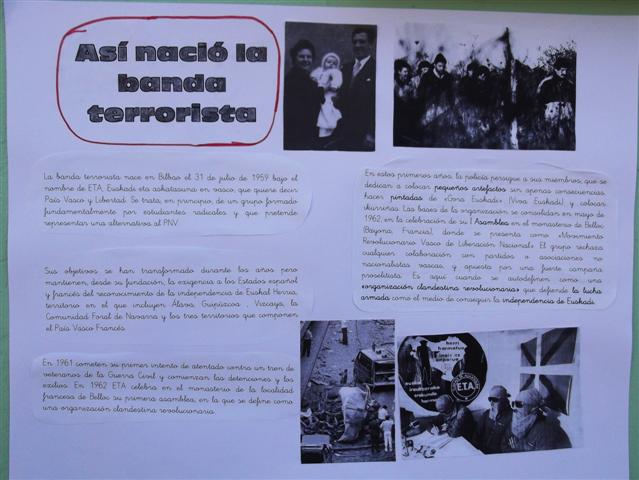 Así nació la
banda
terrorista
La banda terrorista nace en Bilbao el 31 de julio de 1959 bajo el
nombre de ETA, Euskadi eta askatasuna en vasco, que quiere decir
País Vasco y Libertad. Se trata, en principio, de un grupo formado
fundamentalmente por estudiantes radicales y que pretende
representar una alternativa al PNV.
Sus objetivos se han transformado durante los años pero
mantienen, desde su fundación, la exigencia a los Estados español
y francés del reconocimiento de la independencia de Euskal Herria,
territorio en el que incluyen Álava, Guipúzcoa, Vizcaya, la
Comunidad Foral de Navarra y los tres territorios que componen
el País Vasco Francés.
En 1961 cometen su primer intento de atentado contra un tren de
veteranos de la Guerra Civil y comienzan las detenciones y los
exilios. En 1962 ETA celebra en el monasterio de la localidad
francesa de Belloc su primera asamblea, en la que se define como
una organización clandestina revolucionaria.
En estos primeros años, la policía persigue a sus miembros, que se
dedican a colocar pequeños artefactos sin apenas consecuencias,
hacer pintadas de «Gora Euskadi» (Viva Euskadi) y colocar
ikurriñas. Las bases de la organización se consolidan en mayo de
1962, en la celebración de su I Asamblea en el monasterio de Belloc
(Bayona, Francia), donde se presenta como «Movimiento
Revolucionario Vasco de Liberación Nacional». El grupo rechaza
cualquier colaboración con partidos o asociaciones no
nacionalistas vascas, y apuesta por una fuerte campaña
proselitista. Es aquí cuando se autodefinen como una
«organización clandestina revolucionaria» que defiende la lucha
armada como el medio de conseguir la independencia de Euskadi.
E.T.A.